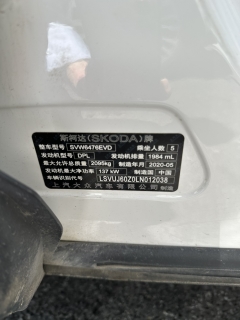 斯柯达(SKODA)牌
整车型号 SVW6476EVD 乘坐人数 5
发动机型号 DPL 发动机排量 1984 mL
最大允许总质量 2095kg 制造年月 2020-05
发动机最大净功率 137 kW 制造国 中国
车辆识别代号 LSVUJ60Z0LN012038
上汽大众汽车有限公司 制造